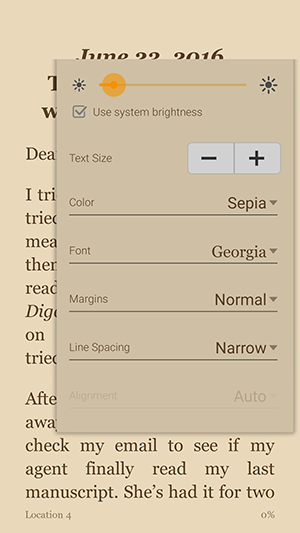 June 22, 2016
T
w
Use system brightness
Dea
Text Size − +
I tri
tried
Color Sepia
mea
then
Font Georgia
read
Dige
Margins Normal
on
tried
Line Spacing Narrow
Alignment Auto
Afte
away
check my email to see if my
agent finally read my last
manuscript. She's had it for two
Location 4 0%